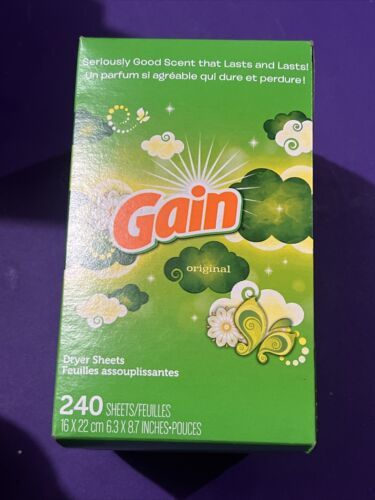 Seriously Good Scent that Lasts and Lasts!
Un parfum si agréable qui dure et perdure!
Gain
original
Dryer Sheets
Feuilles assouplissantes
240 SHEETS/FEUILLES
16 X 22 cm 6.3 X 8.7 INCHES•POUCES